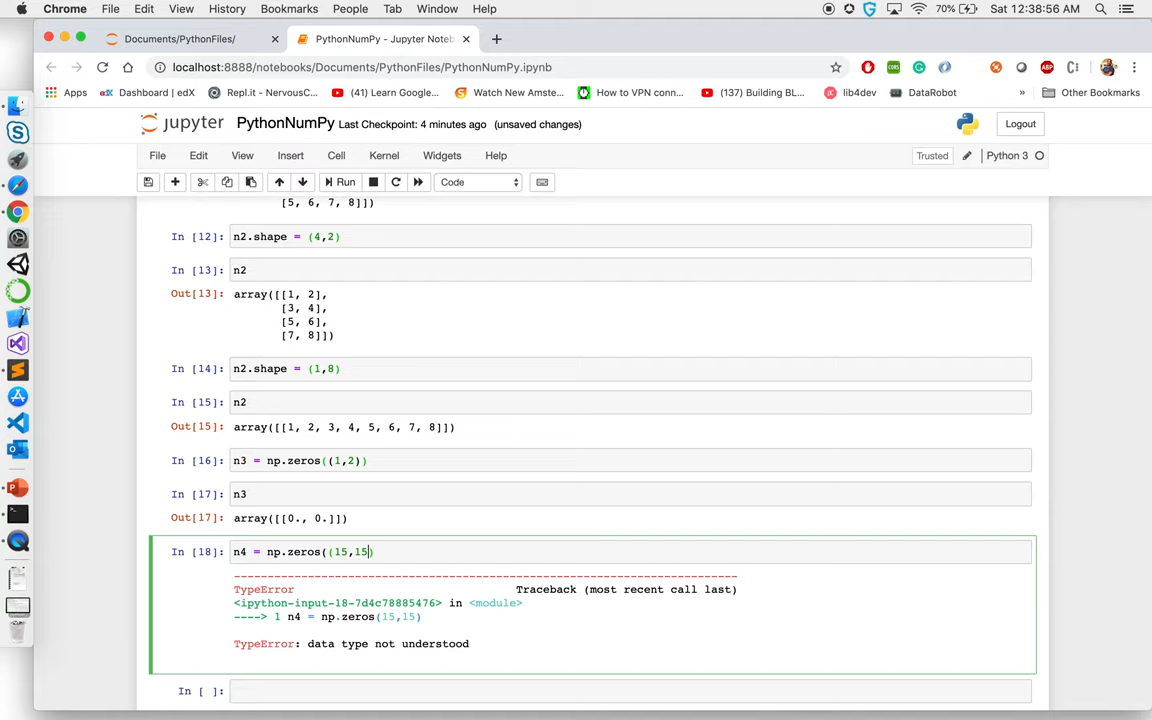 Chrome File Edit View History Bookmarks People Tab Window Help 70% Sat 12:38:56 AM
Documents/PythonFiles/ PythonNumPy - Jupyter Noteb
localhost:8888/notebooks/Documents/PythonFiles/PythonNumPy.ipynb
Apps Dashboard | edX Repl.it - NervousC... (41) Learn Google... Watch New Amste... How to VPN conn... (137) Building BL... lib4dev DataRobot » Other Bookmarks
jupyter PythonNumPy Last Checkpoint: 4 minutes ago (unsaved changes) Logout
File Edit View Insert Cell Kernel Widgets Help Trusted Python 3
Run Code
[5, 6, 7, 8]])
In [12]: n2.shape = (4,2)
In [13]: n2
Out[13]: array([[1, 2],
[3, 4],
[5, 6],
[7, 8]])
In [14]: n2.shape = (1,8)
In [15]: n2
Out[15]: array([[1, 2, 3, 4, 5, 6, 7, 8]])
In [16]: n3 = np.zeros((1,2))
In [17]: n3
Out[17]: array([[0., 0.]])
In [18]: n4 = np.zeros((15,15)
---------------------------------------------------------------------------
TypeError Traceback (most recent call last)
<ipython-input-18-7d4c78885476> in <module>
----> 1 n4 = np.zeros(15,15)
TypeError: data type not understood
In [ ]: